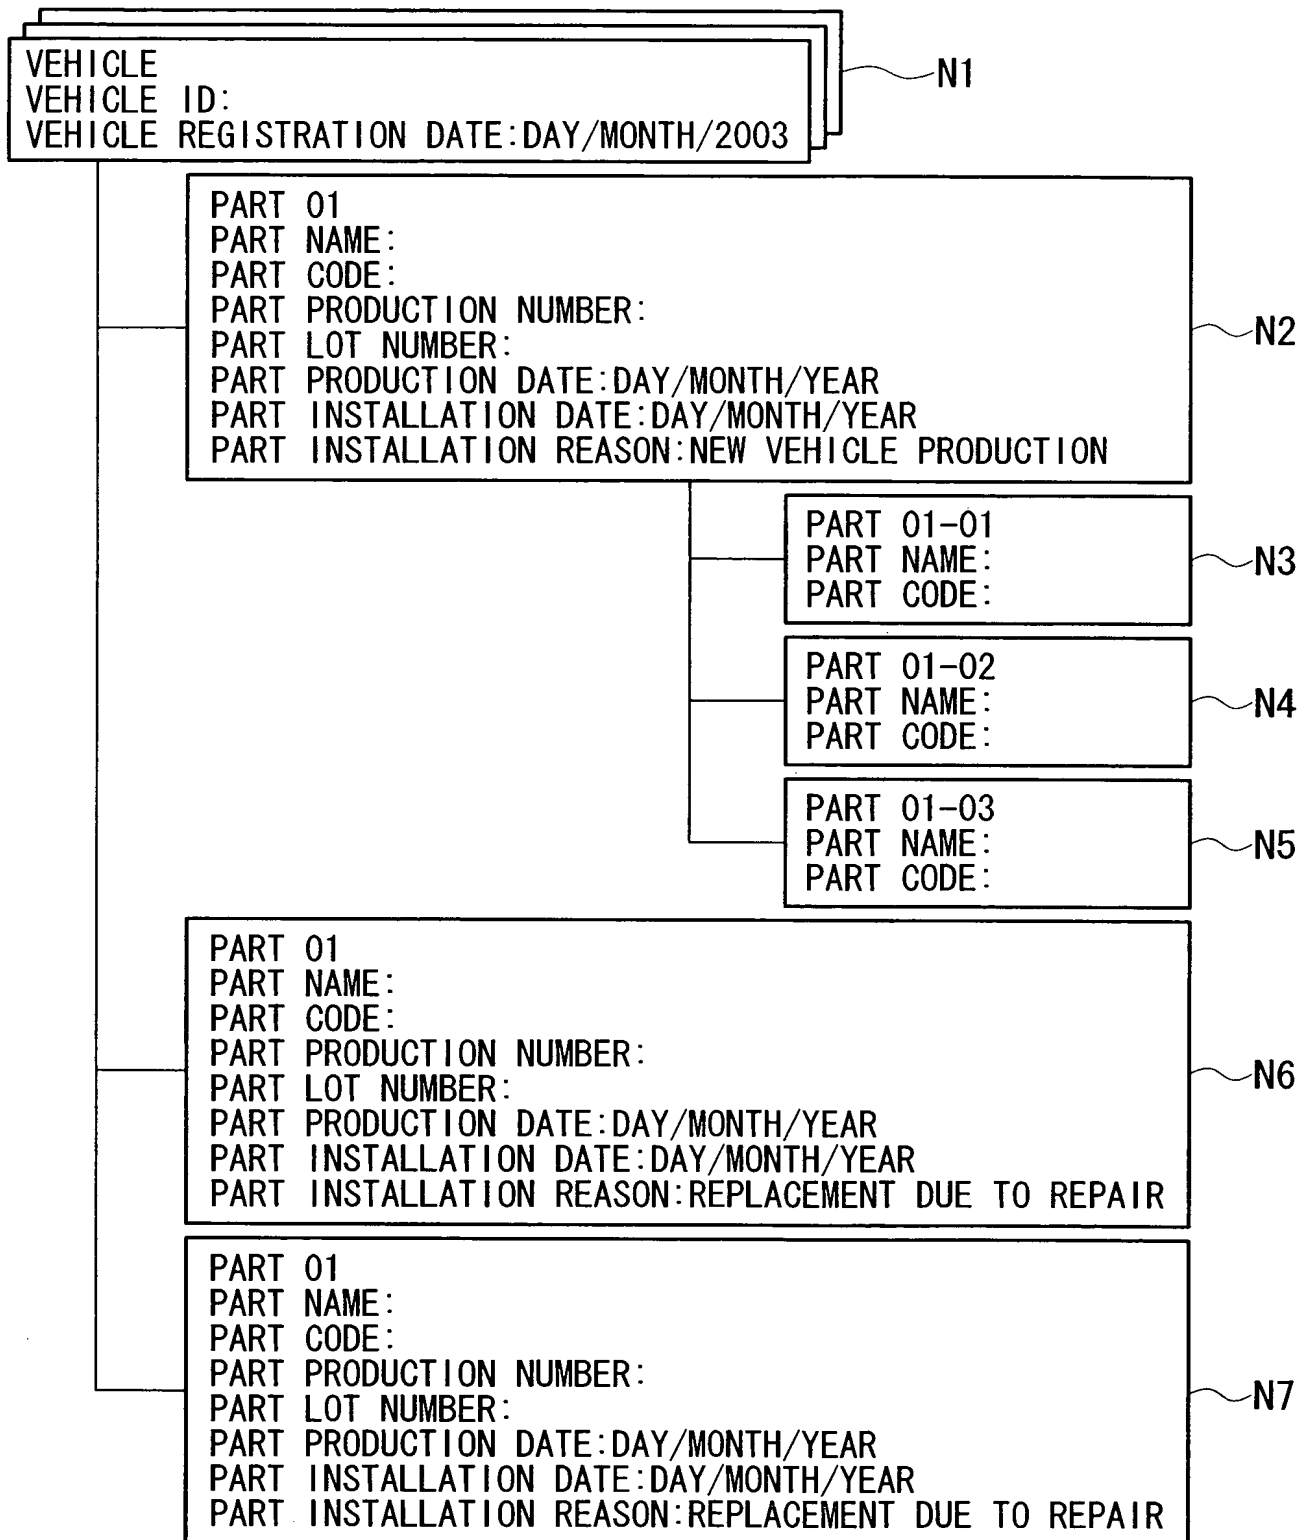 VEHICLE
VEHICLE ID:
VEHICLE REGISTRATION DATE:DAY/MONTH/2003
N1
PART 01
PART NAME:
PART CODE:
PART PRODUCTION NUMBER:
PART LOT NUMBER:
PART PRODUCTION DATE:DAY/MONTH/YEAR
PART INSTALLATION DATE:DAY/MONTH/YEAR
PART INSTALLATION REASON:NEW VEHICLE PRODUCTION
N2
PART 01-01
PART NAME:
PART CODE:
N3
PART 01-02
PART NAME:
PART CODE:
N4
PART 01-03
PART NAME:
PART CODE:
N5
PART 01
PART NAME:
PART CODE:
PART PRODUCTION NUMBER:
PART LOT NUMBER:
PART PRODUCTION DATE:DAY/MONTH/YEAR
PART INSTALLATION DATE:DAY/MONTH/YEAR
PART INSTALLATION REASON:REPLACEMENT DUE TO REPAIR
N6
PART 01
PART NAME:
PART CODE:
PART PRODUCTION NUMBER:
PART LOT NUMBER:
PART PRODUCTION DATE:DAY/MONTH/YEAR
PART INSTALLATION DATE:DAY/MONTH/YEAR
PART INSTALLATION REASON:REPLACEMENT DUE TO REPAIR
N7